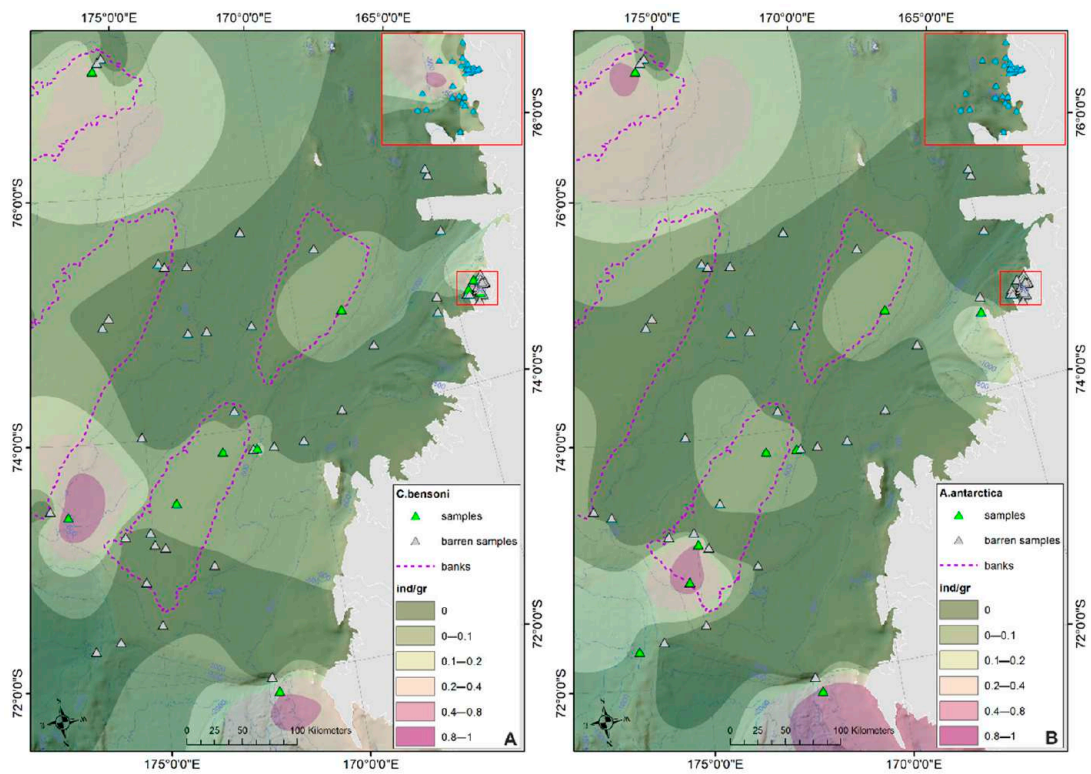 175°0'0"E 170°0'0"E 165°0'0"E
175°0'0"E 170°0'0"E 165°0'0"E
76°0'0"S
76°0'0"S
76°0'0"S
76°0'0"S
74°0'0"S
74°0'0"S
74°0'0"S
74°0'0"S
72°0'0"S
72°0'0"S
72°0'0"S
72°0'0"S
C.bensoni
samples
barren samples
banks
ind/gr
0
0—0.1
0.1—0.2
0.2—0.4
0.4—0.8
0.8—1
0 25 50 100 Kilometers
A
A.antarctica
samples
barren samples
banks
ind/gr
0
0—0.1
0.1—0.2
0.2—0.4
0.4—0.8
0.8—1
0 25 50 100 Kilometers
B
175°0'0"E 170°0'0"E
175°0'0"E 170°0'0"E